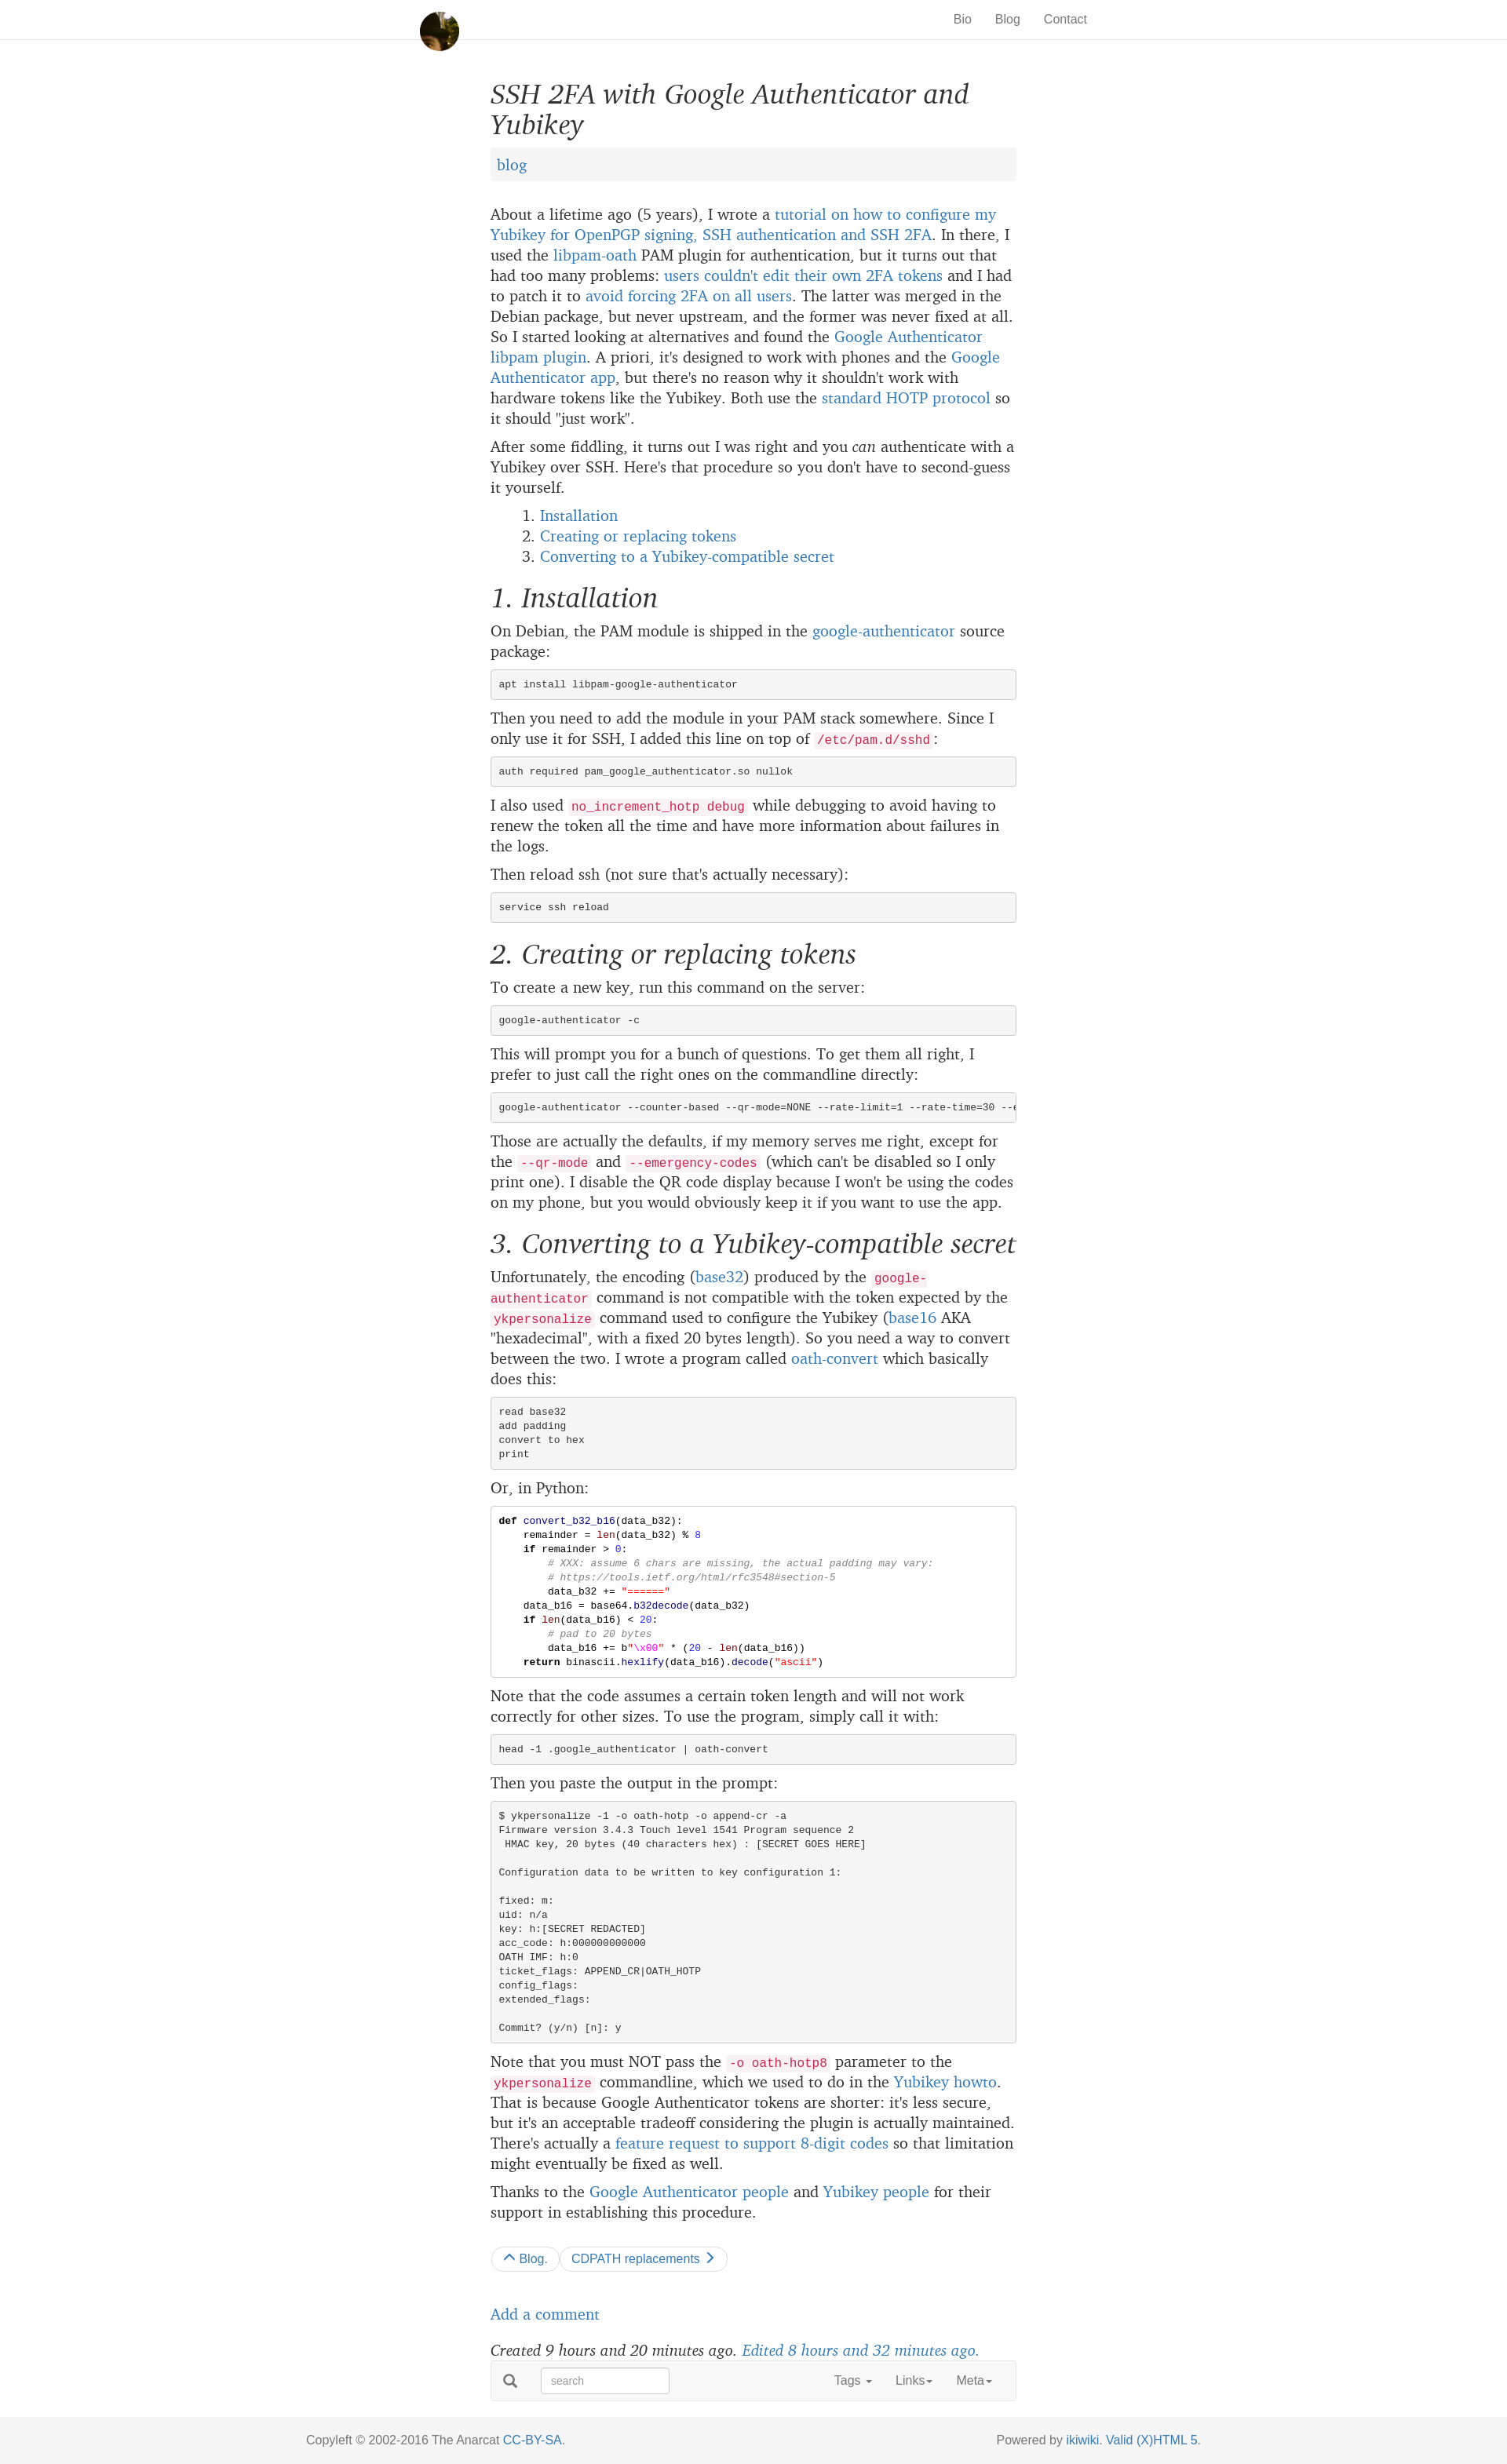 Bio
Blog
Contact
SSH 2FA with Google Authenticator and
Yubikey
blog
About a lifetime ago (5 years), I wrote a tutorial on how to configure my
Yubikey for OpenPGP signing, SSH authentication and SSH 2FA. In there, I
used the libpam-oath PAM plugin for authentication, but it turns out that
had too many problems: users couldn't edit their own 2FA tokens and I had
to patch it to avoid forcing 2FA on all users. The latter was merged in the
Debian package, but never upstream, and the former was never fixed at all.
So I started looking at alternatives and found the Google Authenticator
libpam plugin. A priori, it's designed to work with phones and the Google
Authenticator app, but there's no reason why it shouldn't work with
hardware tokens like the Yubikey. Both use the standard HOTP protocol so
it should "just work".
After some fiddling, it turns out I was right and you can authenticate with a
Yubikey over SSH. Here's that procedure so you don't have to second-guess
it yourself.
1. Installation
2. Creating or replacing tokens
3. Converting to a Yubikey-compatible secret
1. Installation
On Debian, the PAM module is shipped in the google-authenticator source
package:
apt install libpam-google-authenticator
Then you need to add the module in your PAM stack somewhere. Since I
only use it for SSH, I added this line on top of /etc/pam.d/sshd:
auth required pam_google_authenticator.so nullok
I also used no_increment_hotp debug while debugging to avoid having to
renew the token all the time and have more information about failures in
the logs.
Then reload ssh (not sure that's actually necessary):
service ssh reload
2. Creating or replacing tokens
To create a new key, run this command on the server:
google-authenticator -c
This will prompt you for a bunch of questions. To get them all right, I
prefer to just call the right ones on the commandline directly:
google-authenticator --counter-based --qr-mode=NONE --rate-limit=1 --rate-time=30 --e
Those are actually the defaults, if my memory serves me right, except for
the --qr-mode and --emergency-codes (which can't be disabled so I only
print one). I disable the QR code display because I won't be using the codes
on my phone, but you would obviously keep it if you want to use the app.
3. Converting to a Yubikey-compatible secret
Unfortunately, the encoding (base32) produced by the google-
authenticator command is not compatible with the token expected by the
ykpersonalize command used to configure the Yubikey (base16 AKA
"hexadecimal", with a fixed 20 bytes length). So you need a way to convert
between the two. I wrote a program called oath-convert which basically
does this:
read base32
add padding
convert to hex
print
Or, in Python:
def convert_b32_b16(data_b32):
    remainder = len(data_b32) % 8
    if remainder > 0:
        # XXX: assume 6 chars are missing, the actual padding may vary:
        # https://tools.ietf.org/html/rfc3548#section-5
        data_b32 += "======"
    data_b16 = base64.b32decode(data_b32)
    if len(data_b16) < 20:
        # pad to 20 bytes
        data_b16 += b"\x00" * (20 - len(data_b16))
    return binascii.hexlify(data_b16).decode("ascii")
Note that the code assumes a certain token length and will not work
correctly for other sizes. To use the program, simply call it with:
head -1 .google_authenticator | oath-convert
Then you paste the output in the prompt:
$ ykpersonalize -1 -o oath-hotp -o append-cr -a
Firmware version 3.4.3 Touch level 1541 Program sequence 2
 HMAC key, 20 bytes (40 characters hex) : [SECRET GOES HERE]
Configuration data to be written to key configuration 1:
fixed: m:
uid: n/a
key: h:[SECRET REDACTED]
acc_code: h:000000000000
OATH IMF: h:0
ticket_flags: APPEND_CR|OATH_HOTP
config_flags:
extended_flags:
Commit? (y/n) [n]: y
Note that you must NOT pass the -o oath-hotp8 parameter to the
ykpersonalize commandline, which we used to do in the Yubikey howto.
That is because Google Authenticator tokens are shorter: it's less secure,
but it's an acceptable tradeoff considering the plugin is actually maintained.
There's actually a feature request to support 8-digit codes so that limitation
might eventually be fixed as well.
Thanks to the Google Authenticator people and Yubikey people for their
support in establishing this procedure.
Blog.
CDPATH replacements
Add a comment
Created 9 hours and 20 minutes ago. Edited 8 hours and 32 minutes ago.
search
Tags
Links
Meta
Copyleft © 2002-2016 The Anarcat CC-BY-SA.
Powered by ikiwiki. Valid (X)HTML 5.